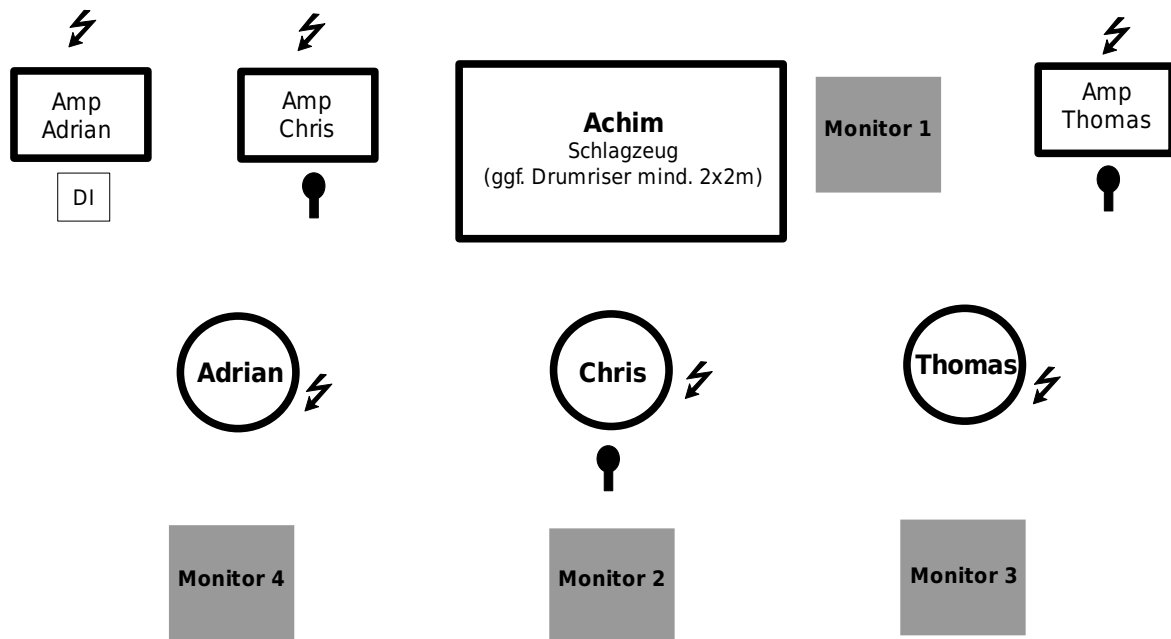 Amp
Adrian
DI
Amp
Chris
Achim
Schlagzeug
(ggf. Drumriser mind. 2x2m)
Monitor 1
Amp
Thomas
Adrian
Chris
Thomas
Monitor 4
Monitor 2
Monitor 3